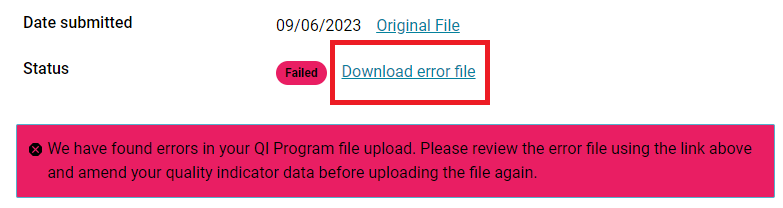 Date submitted 09/06/2023 Original File
Status Failed Download error file
We have found errors in your QI Program file upload. Please review the error file using the link above
and amend your quality indicator data before uploading the file again.